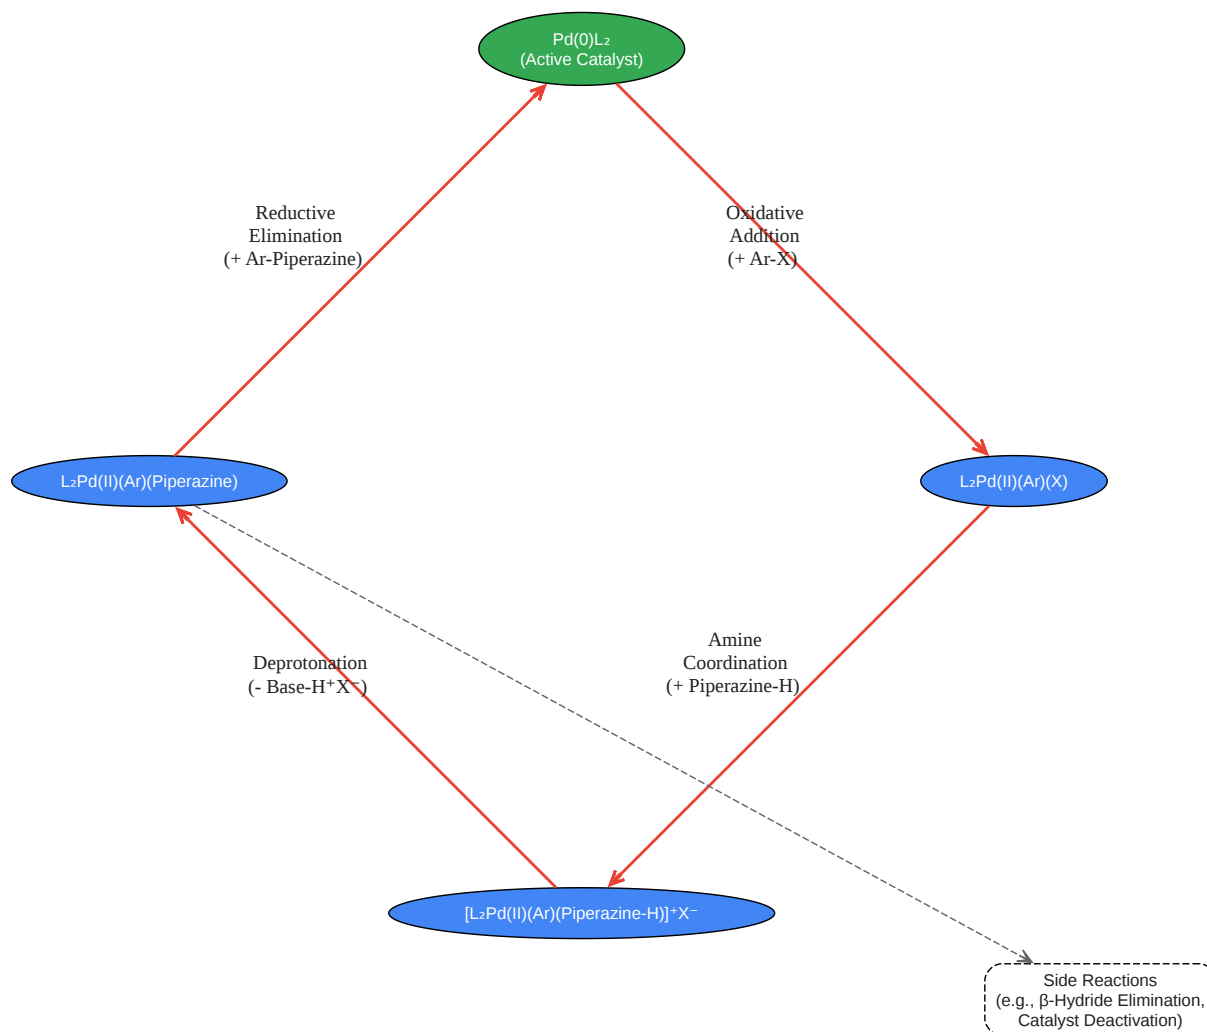 Pd(0)L₂
(Active Catalyst)
Reductive
Elimination
(+ Ar-Piperazine)
Oxidative
Addition
(+ Ar-X)
L₂Pd(II)(Ar)(Piperazine)
L₂Pd(II)(Ar)(X)
Deprotonation
(- Base-H⁺X⁻)
Amine
Coordination
(+ Piperazine-H)
[L₂Pd(II)(Ar)(Piperazine-H)]⁺X⁻
Side Reactions
(e.g., β-Hydride Elimination,
Catalyst Deactivation)